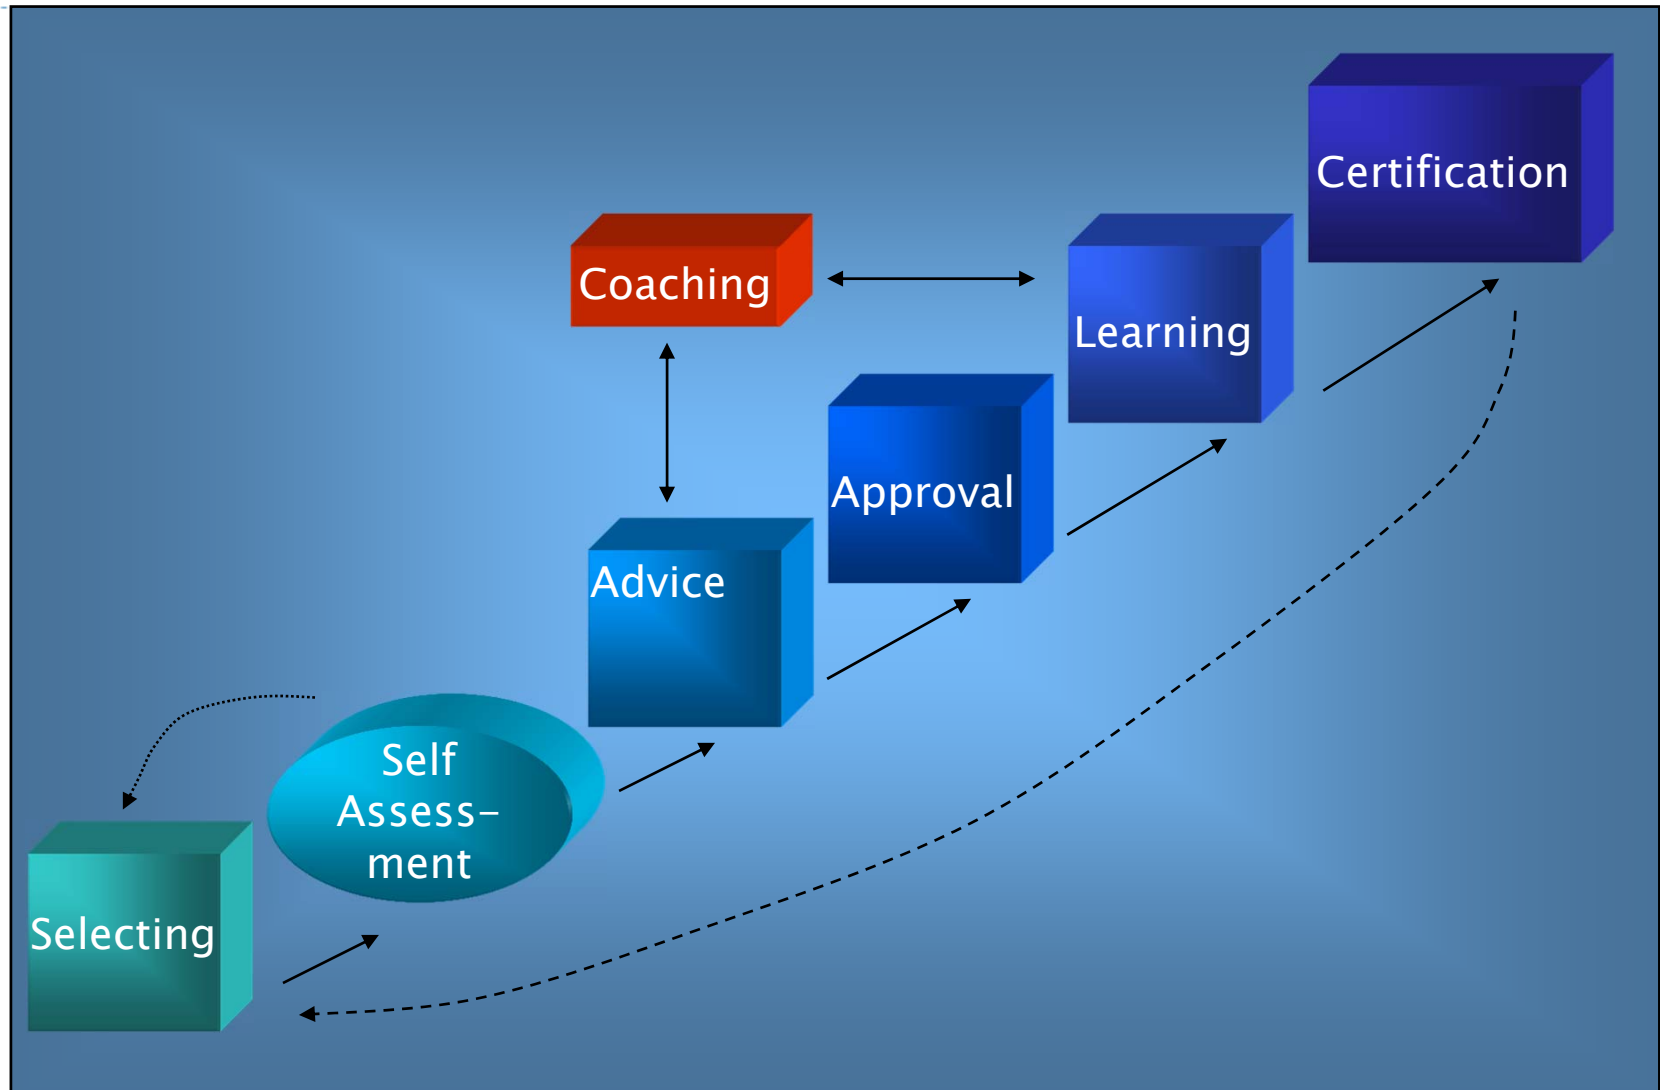 Certification
Coaching
Learning
Approval
Advice
Self
Assess-
ment
Selecting